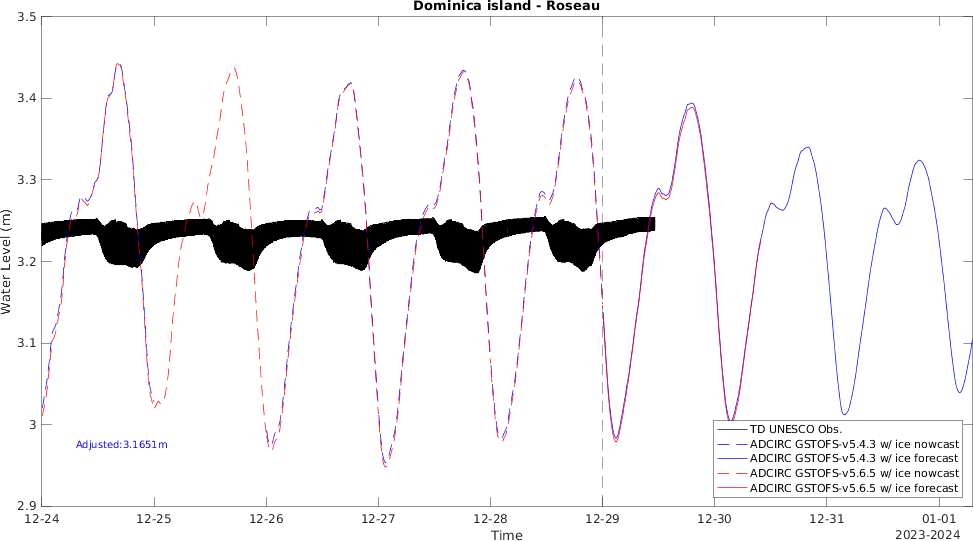 Dominica island - Roseau
3.5
3.4
3.3
3.2
3.1
3
2.9
Water Level (m)
Adjusted:3.1651m
TD UNESCO Obs.
ADCIRC GSTOFS-v5.4.3 w/ ice nowcast
ADCIRC GSTOFS-v5.4.3 w/ ice forecast
ADCIRC GSTOFS-v5.6.5 w/ ice nowcast
ADCIRC GSTOFS-v5.6.5 w/ ice forecast
12-24 12-25 12-26 12-27 12-28 12-29 12-30 12-31 01-01
Time
2023-2024